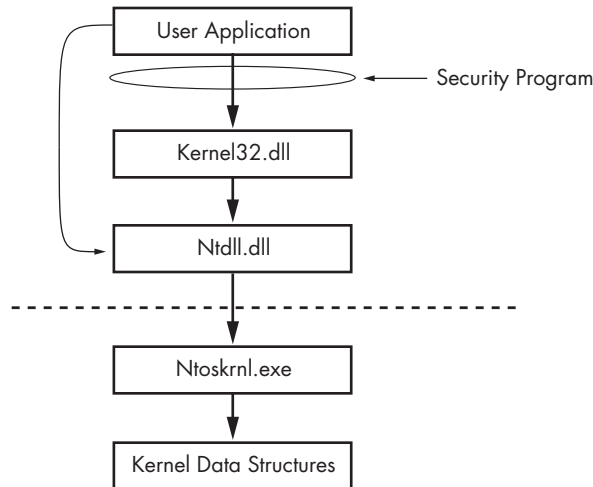 User Application
Security Program
Kernel32.dll
Ntdll.dll
Ntoskrnl.exe
Kernel Data Structures